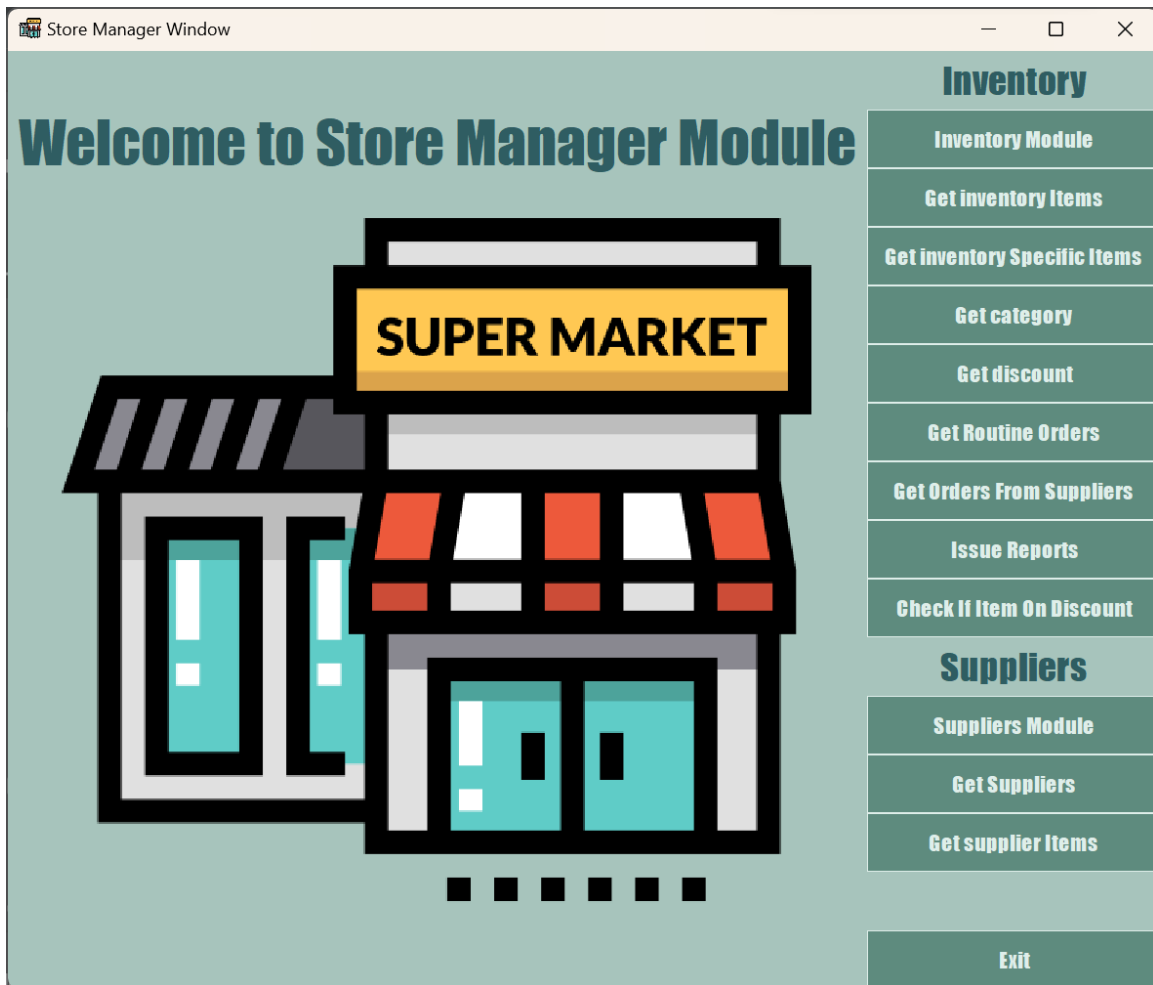 Store Manager Window
Welcome to Store Manager Module
SUPER MARKET
Inventory
Inventory Module
Get inventory Items
Get inventory Specific Items
Get category
Get discount
Get Routine Orders
Get Orders From Suppliers
Issue Reports
Check If Item On Discount
Suppliers
Suppliers Module
Get Suppliers
Get supplier Items
Exit